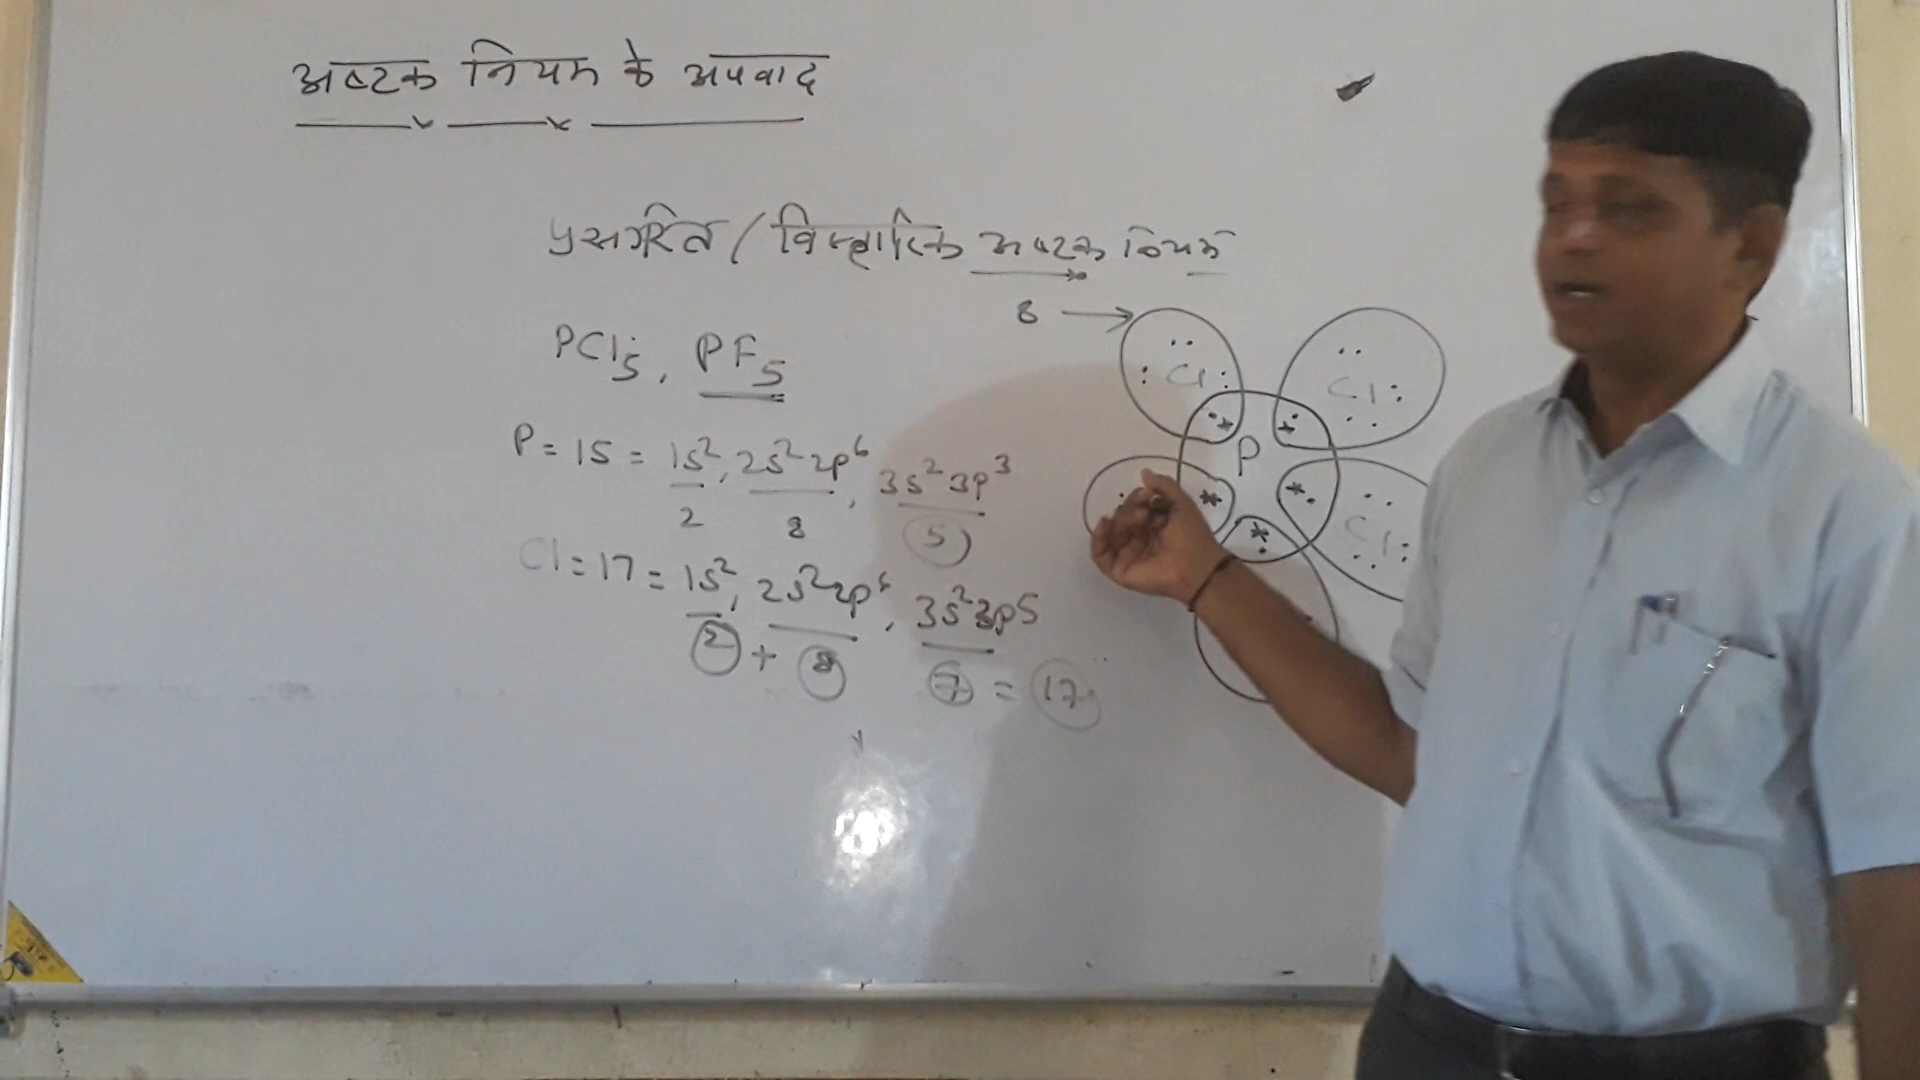 अष्टक नियम के अपवाद
प्रसारित / विस्तारिक अष्टक नियम
PCl5, PF5
8 →
P = 15 = 1s², 2s² 2p⁶, 3s² 3p³
2 8 5
Cl = 17 = 1s², 2s² 2p⁶, 3s² 3p5
2 + 8 7 = 17
Cl Cl
P
Cl